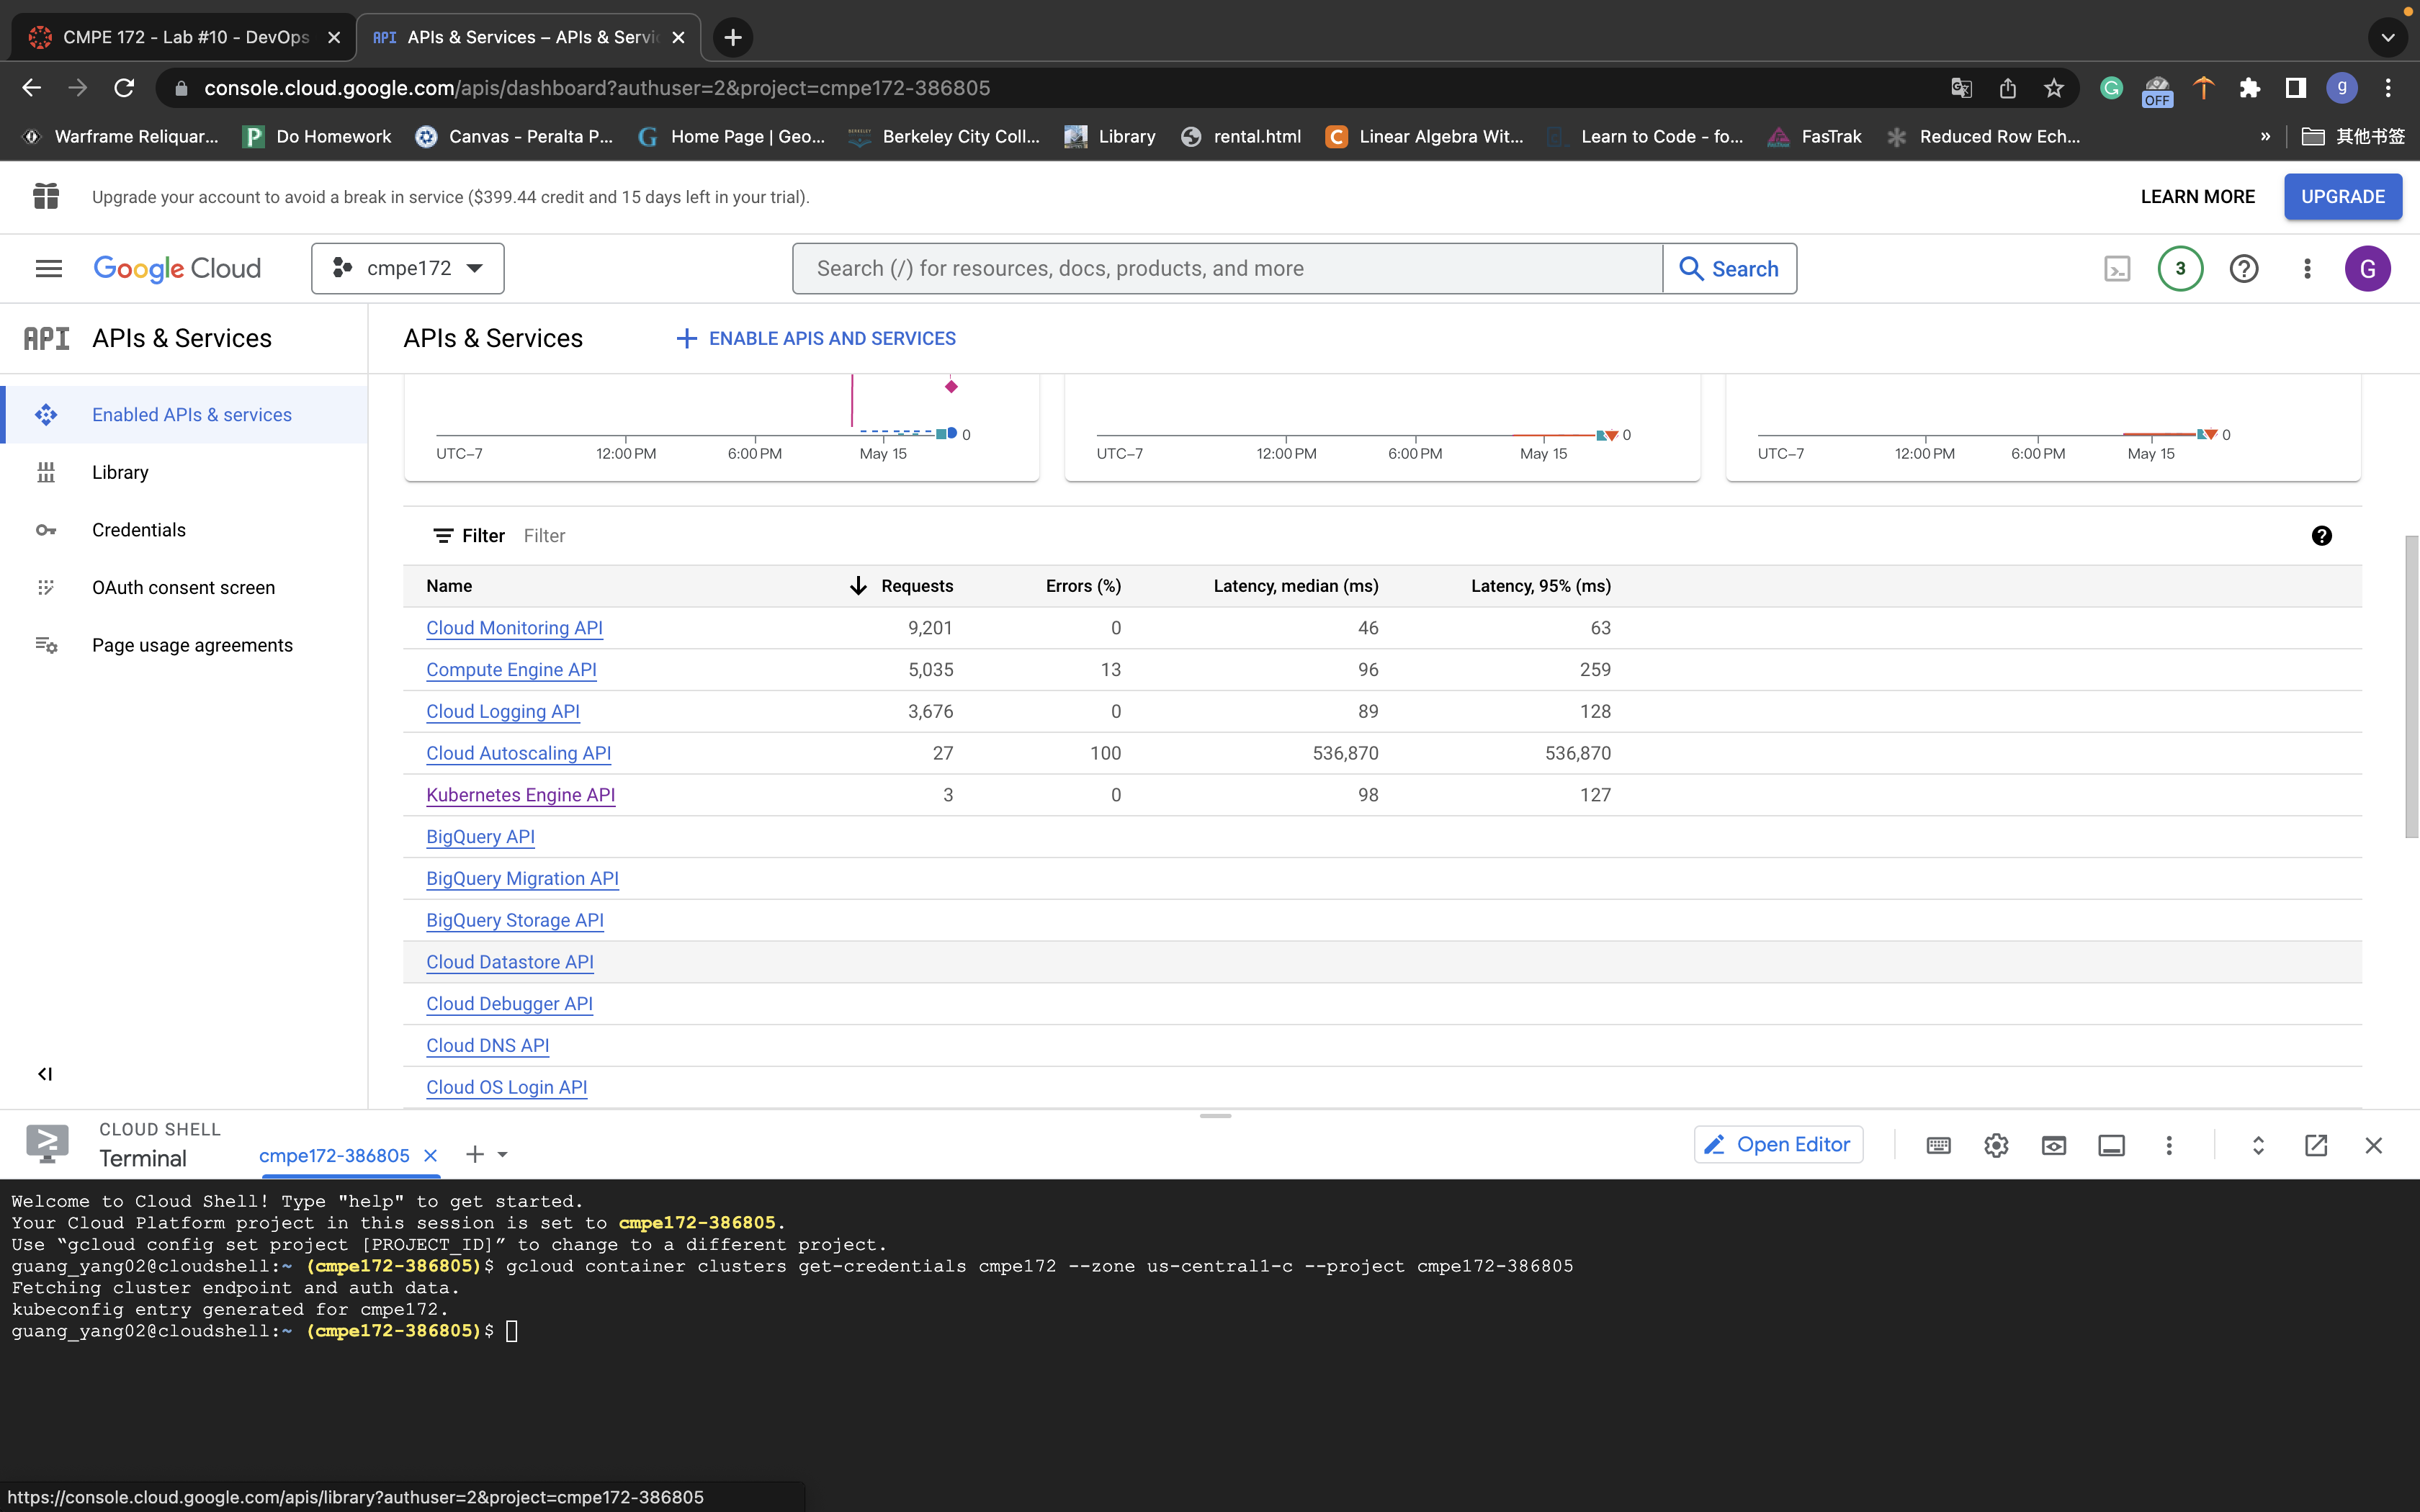 CMPE 172 - Lab #10 - DevOps
API APIs & Services – APIs & Servic
console.cloud.google.com/apis/dashboard?authuser=2&project=cmpe172-386805
OFF
g
Warframe Reliquar...
Do Homework
Canvas - Peralta P...
Home Page | Geo...
Berkeley City Coll...
Library
rental.html
Linear Algebra Wit...
Learn to Code - fo...
FasTrak
Reduced Row Ech...
»
其他书签
Upgrade your account to avoid a break in service ($399.44 credit and 15 days left in your trial).
LEARN MORE
UPGRADE
Google Cloud
cmpe172
Search (/) for resources, docs, products, and more
Search
3
G
API APIs & Services
APIs & Services
ENABLE APIS AND SERVICES
Enabled APIs & services
Library
Credentials
OAuth consent screen
Page usage agreements
0
UTC–7 12:00 PM 6:00 PM May 15
0
UTC–7 12:00 PM 6:00 PM May 15
0
UTC–7 12:00 PM 6:00 PM May 15
Filter Filter
Name Requests Errors (%) Latency, median (ms) Latency, 95% (ms)
Cloud Monitoring API 9,201 0 46 63
Compute Engine API 5,035 13 96 259
Cloud Logging API 3,676 0 89 128
Cloud Autoscaling API 27 100 536,870 536,870
Kubernetes Engine API 3 0 98 127
BigQuery API
BigQuery Migration API
BigQuery Storage API
Cloud Datastore API
Cloud Debugger API
Cloud DNS API
Cloud OS Login API
CLOUD SHELL
Terminal
cmpe172-386805
Open Editor
Welcome to Cloud Shell! Type "help" to get started.
Your Cloud Platform project in this session is set to cmpe172-386805.
Use “gcloud config set project [PROJECT_ID]” to change to a different project.
guang_yang02@cloudshell:~ (cmpe172-386805)$ gcloud container clusters get-credentials cmpe172 --zone us-central1-c --project cmpe172-386805
Fetching cluster endpoint and auth data.
kubeconfig entry generated for cmpe172.
guang_yang02@cloudshell:~ (cmpe172-386805)$
https://console.cloud.google.com/apis/library?authuser=2&project=cmpe172-386805